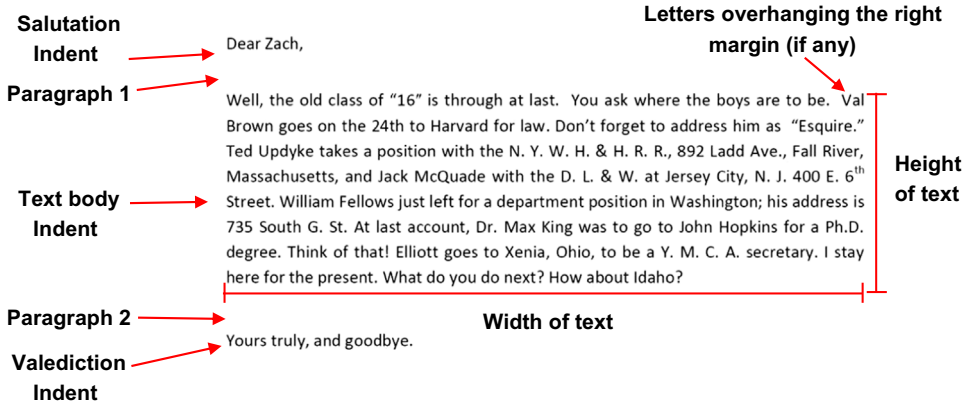 Salutation
Indent
Letters overhanging the right
margin (if any)
Dear Zach,
Paragraph 1
Well, the old class of “16” is through at last.  You ask where the boys are to be.  Val
Brown goes on the 24th to Harvard for law. Don’t forget to address him as  “Esquire.”
Ted Updyke takes a position with the N. Y. W. H. & H. R. R., 892 Ladd Ave., Fall River,
Massachusetts, and Jack McQuade with the D. L. & W. at Jersey City, N. J. 400 E. 6th
Street. William Fellows just left for a department position in Washington; his address is
735 South G. St. At last account, Dr. Max King was to go to John Hopkins for a Ph.D.
degree. Think of that! Elliott goes to Xenia, Ohio, to be a Y. M. C. A. secretary. I stay
here for the present. What do you do next? How about Idaho?
Height
of text
Text body
Indent
Paragraph 2
Width of text
Yours truly, and goodbye.
Valediction
Indent